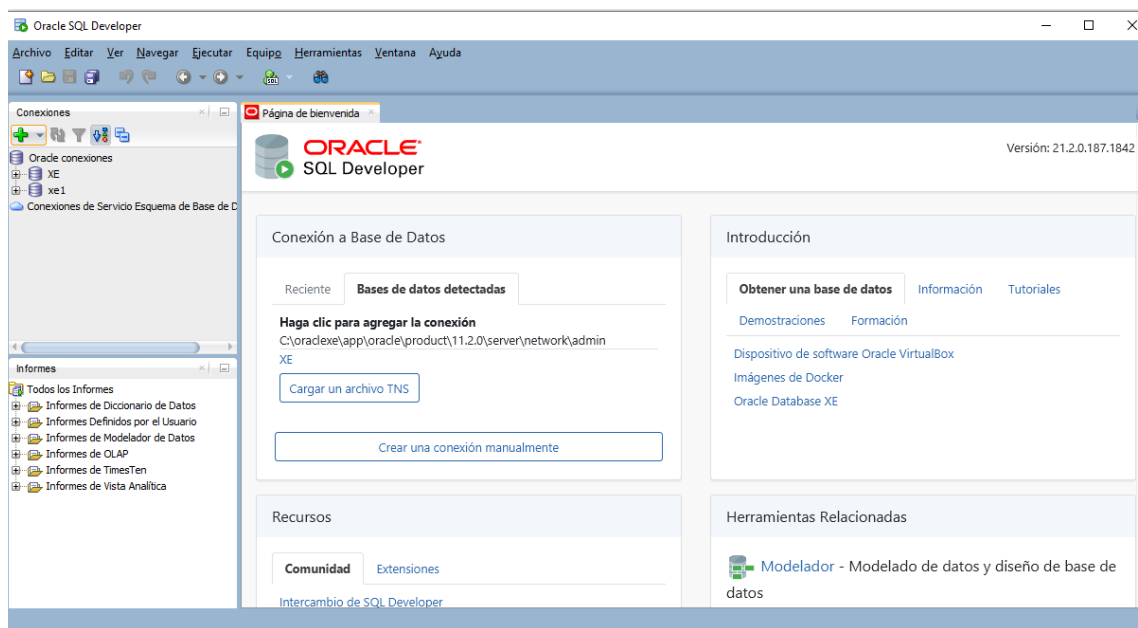 Oracle SQL Developer
Archivo Editar Ver Navegar Ejecutar Equipo Herramientas Ventana Ayuda
SQL
Conexiones
Oracle conexiones
XE
xe1
Conexiones de Servicio Esquema de Base de D
Informes
Todos los Informes
Informes de Diccionario de Datos
Informes Definidos por el Usuario
Informes de Modelador de Datos
Informes de OLAP
Informes de TimesTen
Informes de Vista Analítica
Página de bienvenida
ORACLE
SQL Developer
Versión: 21.2.0.187.1842
Conexión a Base de Datos
Reciente Bases de datos detectadas
Haga clic para agregar la conexión
C:\oraclexe\app\oracle\product\11.2.0\server\network\admin
XE
Cargar un archivo TNS
Crear una conexión manualmente
Introducción
Obtener una base de datos Información Tutoriales
Demostraciones Formación
Dispositivo de software Oracle VirtualBox
Imágenes de Docker
Oracle Database XE
Recursos
Comunidad Extensiones
Intercambio de SQL Developer
Herramientas Relacionadas
Modelador - Modelado de datos y diseño de base de
datos